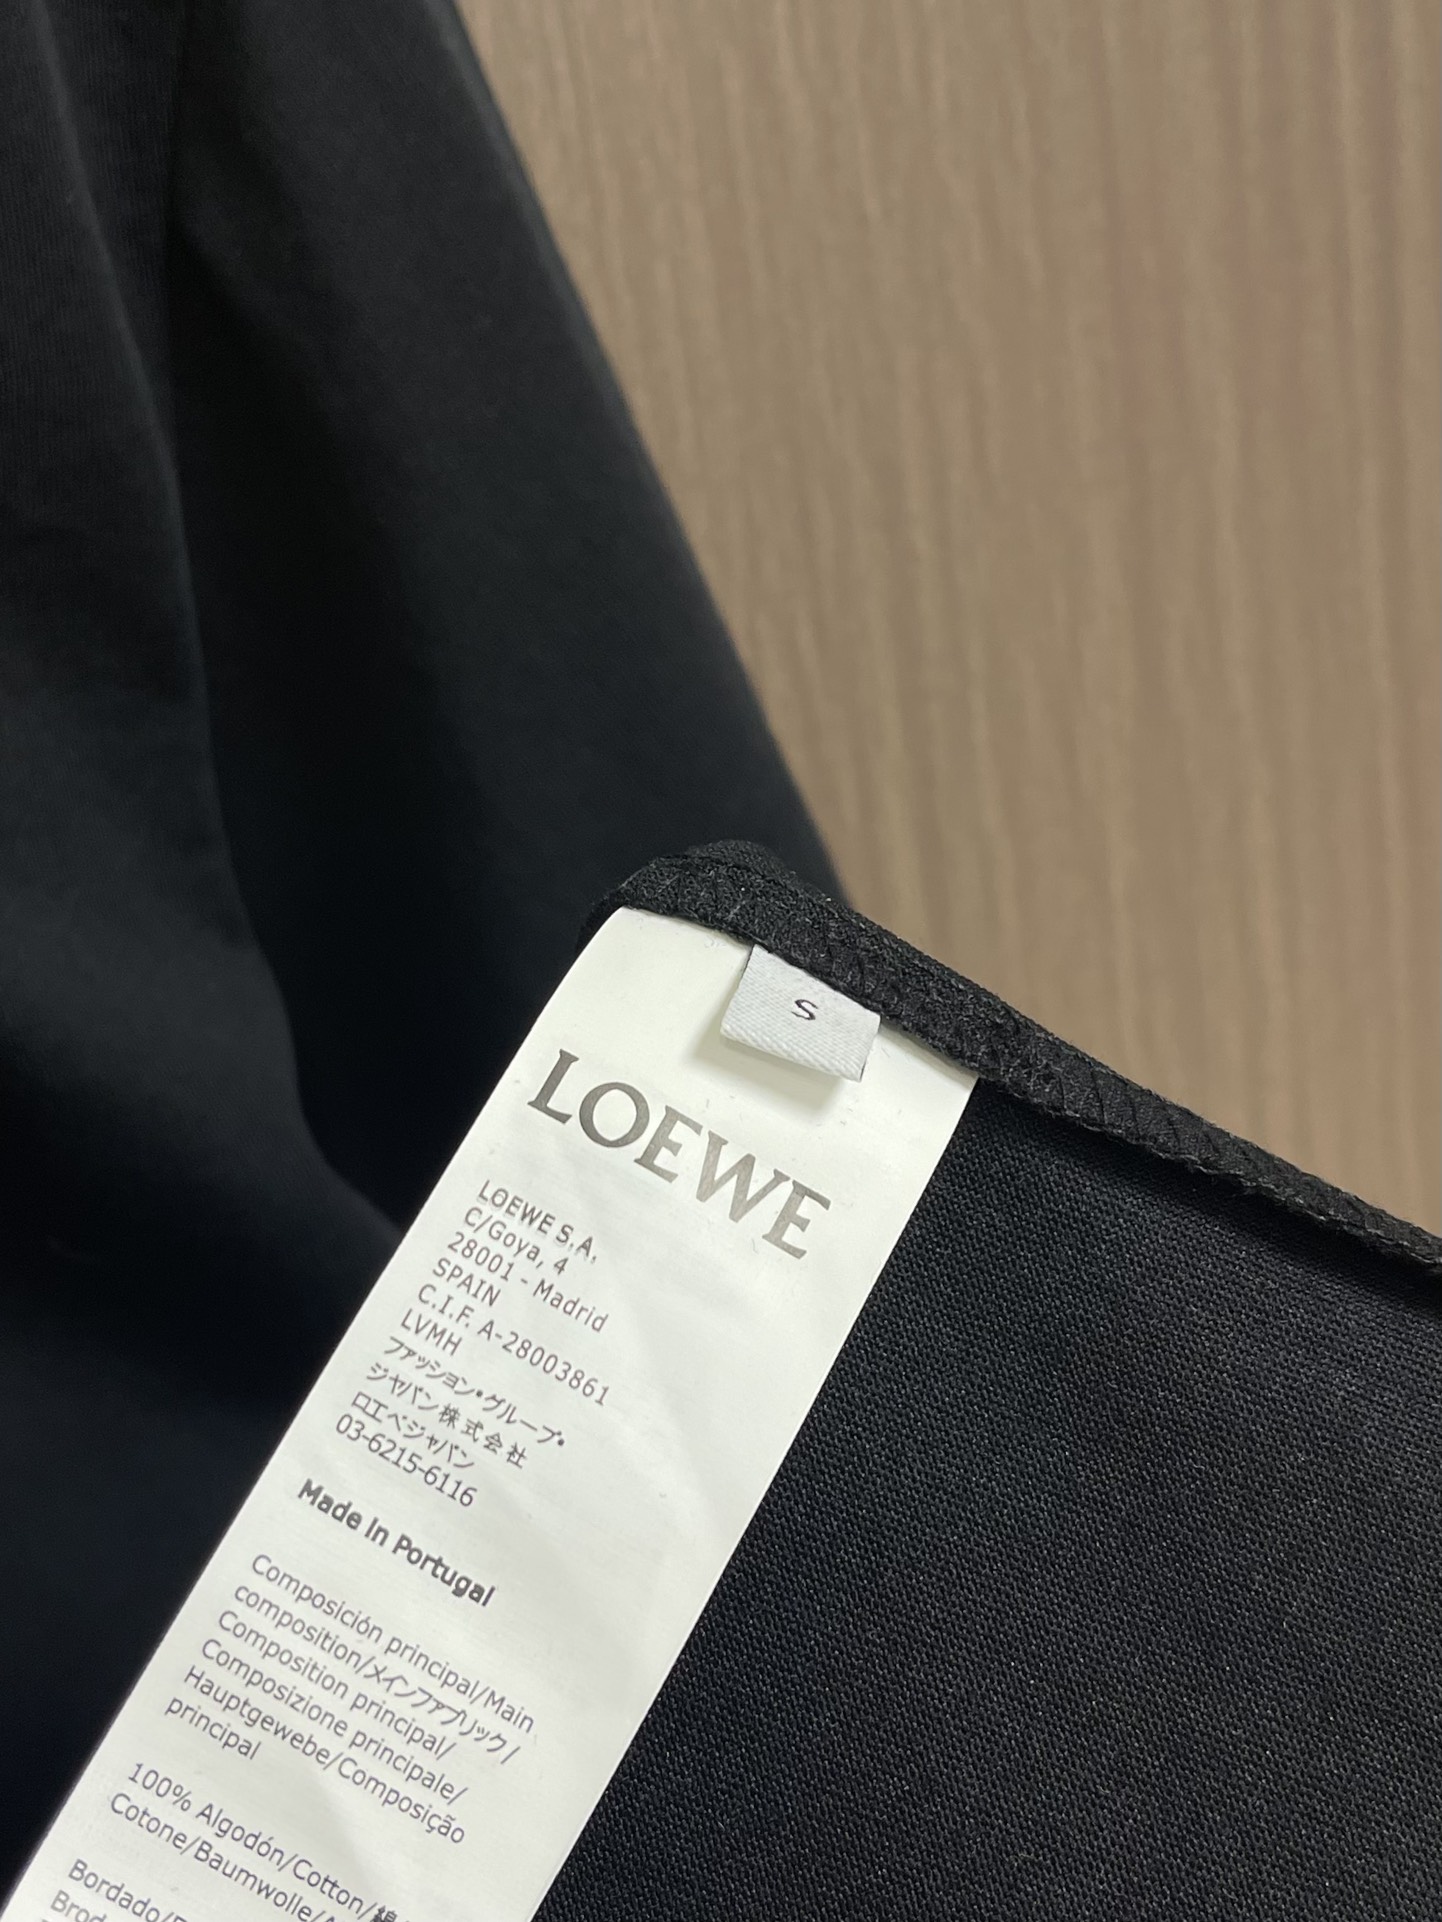 S
LOEWE
LOEWE S.A.
C/Goya, 4
28001 - Madrid
SPAIN
C.I.F. A-28003861
LVMH
ファッション・グループ・
ジャパン株式会社
ロエベジャパン
03-6215-6116
Made in Portugal
Composición principal/Main
composition/メインファブリック/
Composition principal/
Composizione principale/
Hauptgewebe/Composição
principal
100% Algodón/Cotton/綿
Cotone/Baumwolle/
Bordado/